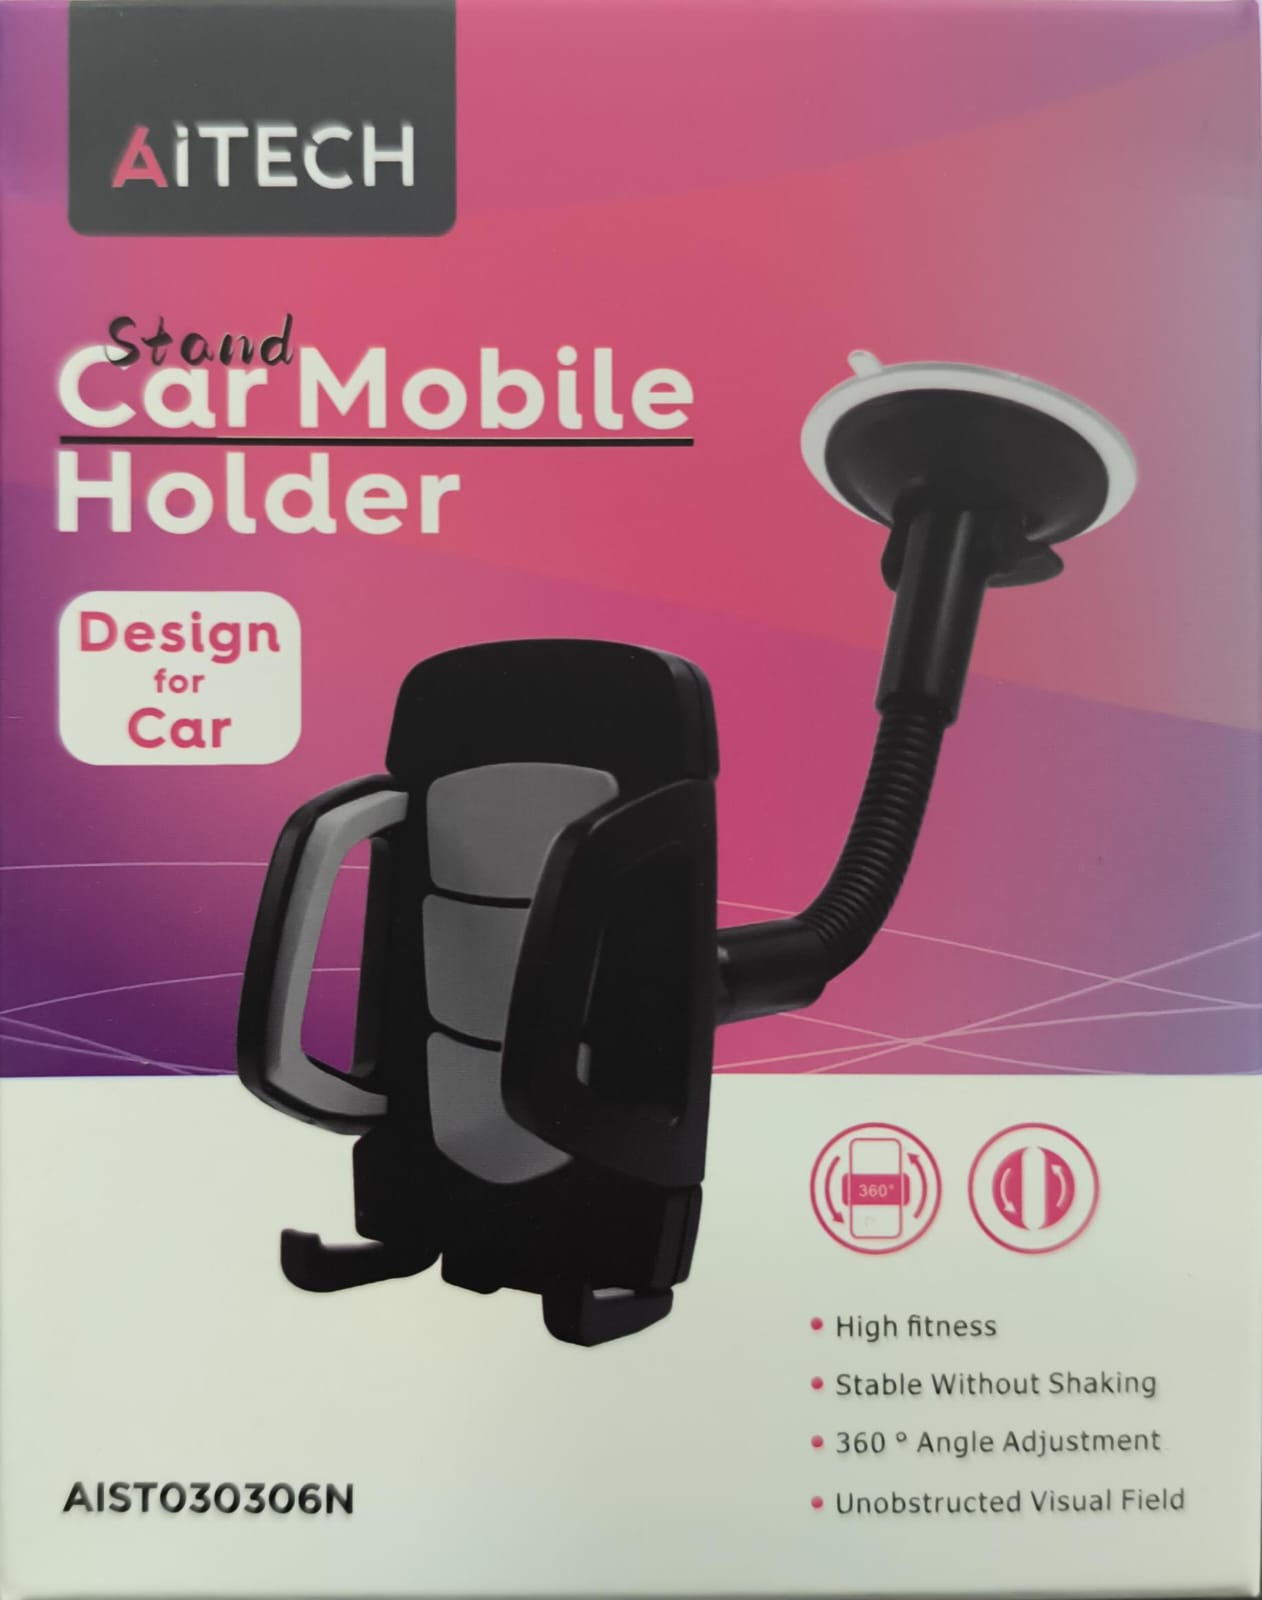 AiTECH
Stand
Car Mobile
Holder
Design
for
Car
360°
• High fitness
• Stable Without Shaking
• 360 ° Angle Adjustment
• Unobstructed Visual Field
AIST030306N